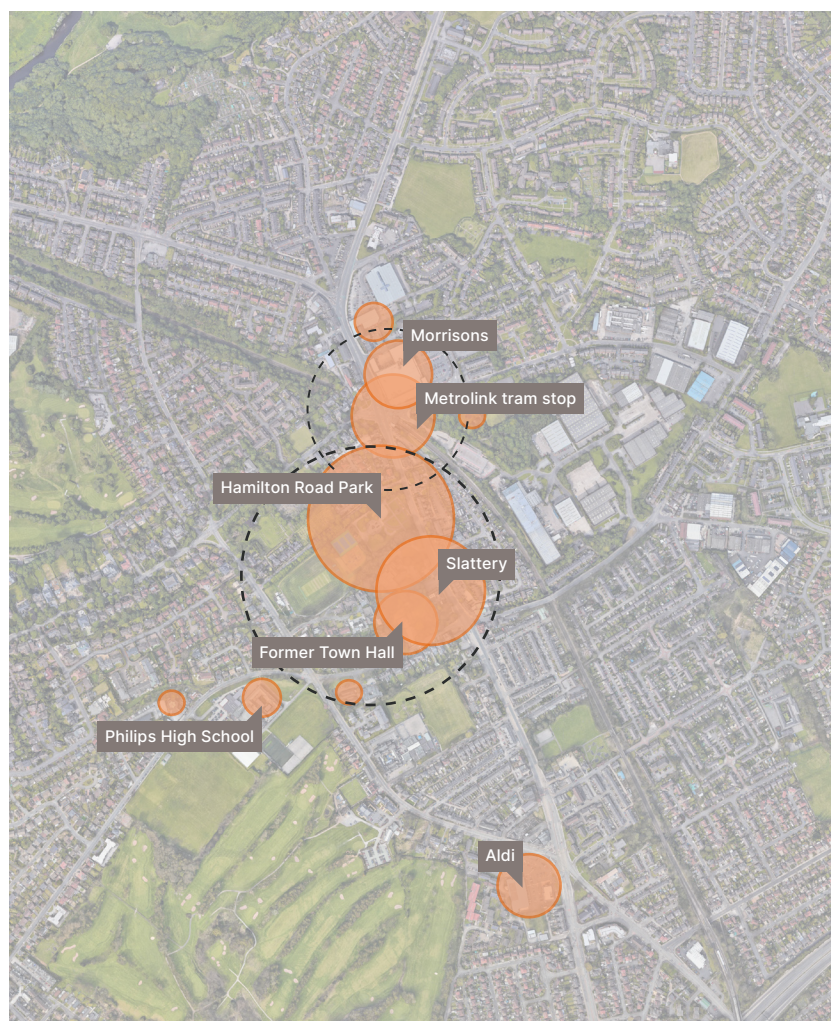 Morrisons
Metrolink tram stop
Hamilton Road Park
Slattery
Former Town Hall
Philips High School
Aldi